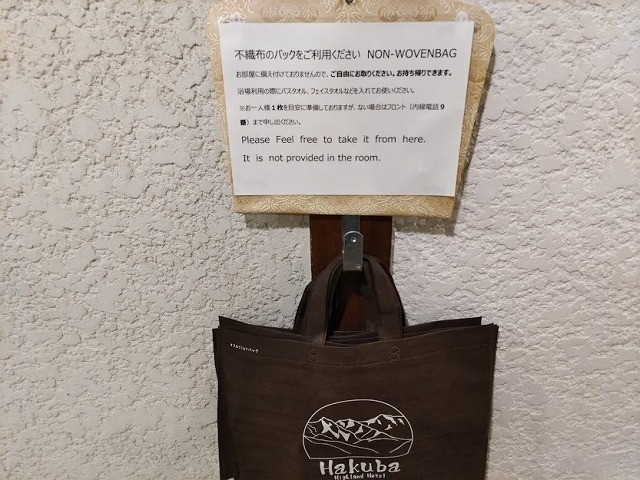 不織布のバックをご利用ください NON-WOVENBAG
お部屋に備え付けておりませんので、ご自由にお取りください。お持ち帰りできます。
浴場利用の際にバスタオル、フェイスタオルなどを入れてお使いください。
※お一人様1枚を目安に準備しておりますが、ない場合はフロント（内線電話9
番）まで申し出ください。
Please Feel free to take it from here.
It is not provided in the room.
Hakuba
Highland Hotel